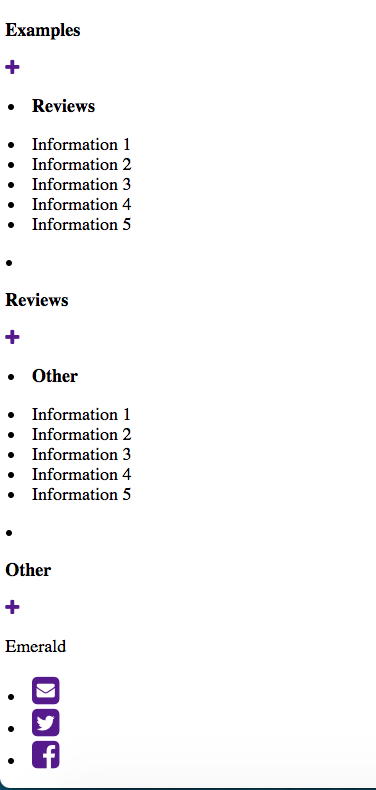 Examples
Reviews
Information 1
Information 2
Information 3
Information 4
Information 5
Reviews
Other
Information 1
Information 2
Information 3
Information 4
Information 5
Other
Emerald